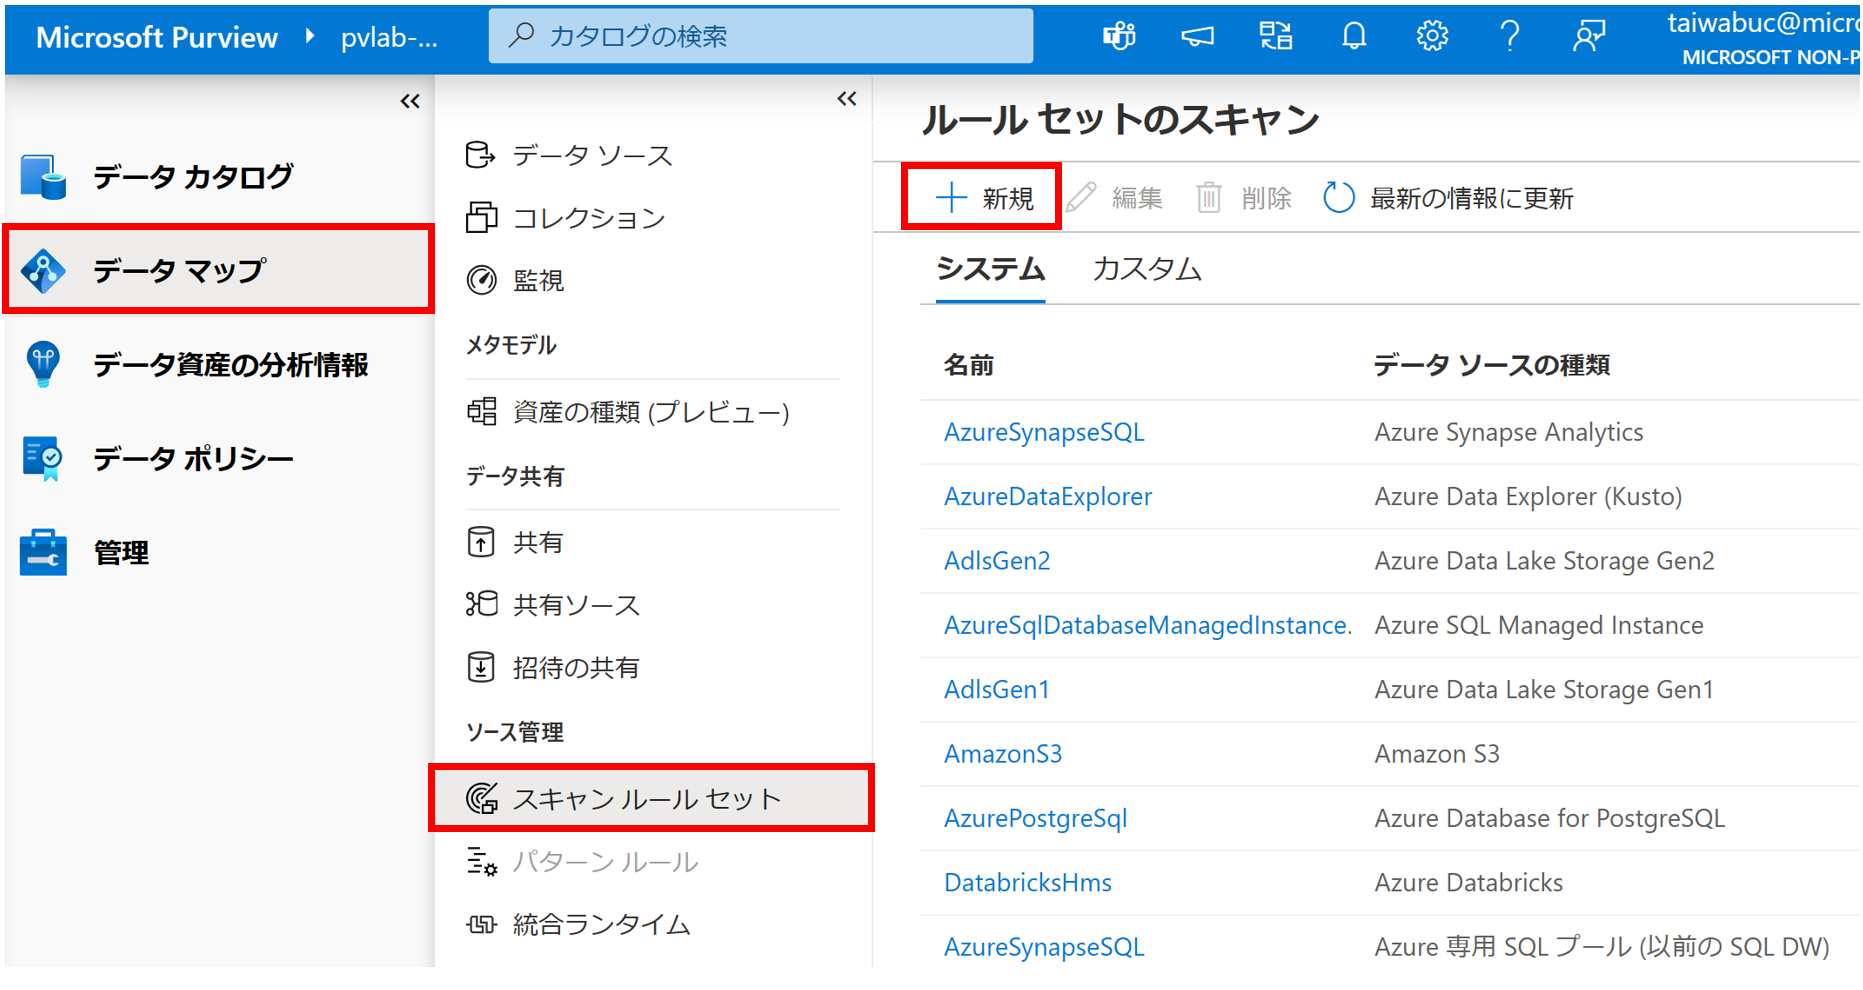 Microsoft Purview
pvlab-...
カタログの検索
taiwabuc@micro
MICROSOFT NON-P
データ カタログ
データ マップ
データ資産の分析情報
データ ポリシー
管理
データ ソース
コレクション
監視
メタモデル
資産の種類 (プレビュー)
データ共有
共有
共有ソース
招待の共有
ソース管理
スキャン ルール セット
パターン ルール
統合ランタイム
ルール セットのスキャン
新規 編集 削除 最新の情報に更新
システム カスタム
名前 データ ソースの種類
AzureSynapseSQL Azure Synapse Analytics
AzureDataExplorer Azure Data Explorer (Kusto)
AdlsGen2 Azure Data Lake Storage Gen2
AzureSqlDatabaseManagedInstance. Azure SQL Managed Instance
AdlsGen1 Azure Data Lake Storage Gen1
AmazonS3 Amazon S3
AzurePostgreSql Azure Database for PostgreSQL
DatabricksHms Azure Databricks
AzureSynapseSQL Azure 専用 SQL プール (以前の SQL DW)